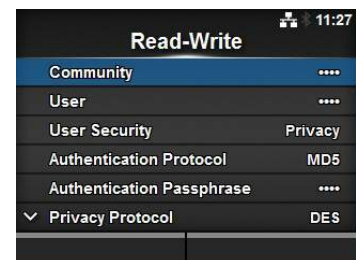 11:27
Read-Write
Community ••••
User ••••
User Security Privacy
Authentication Protocol MD5
Authentication Passphrase ••••
Privacy Protocol DES